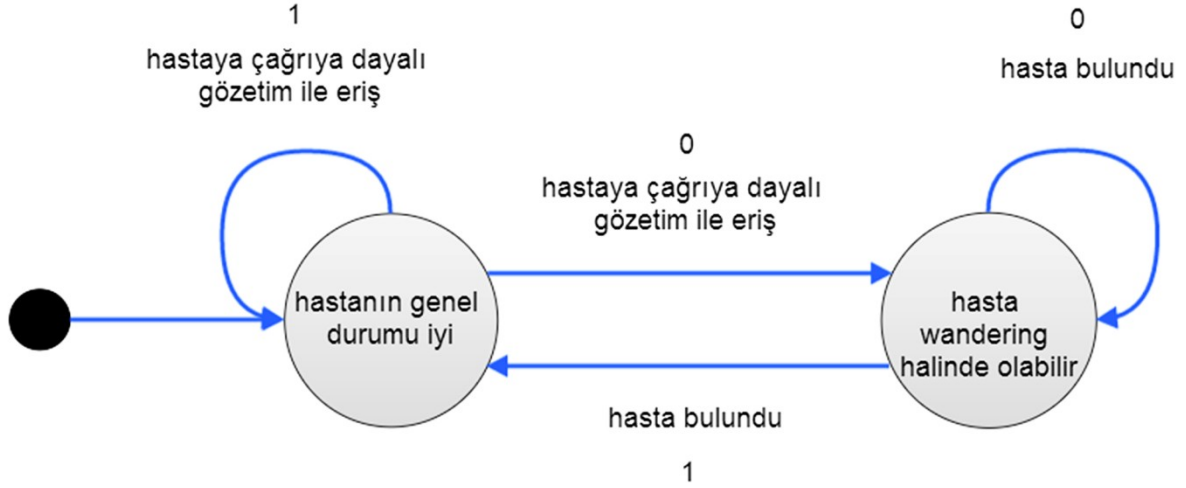 1
hastaya çağrıya dayalı
gözetim ile eriş
0
hasta bulundu
0
hastaya çağrıya dayalı
gözetim ile eriş
hastanın genel
durumu iyi
hasta
wandering
halinde olabilir
hasta bulundu
1